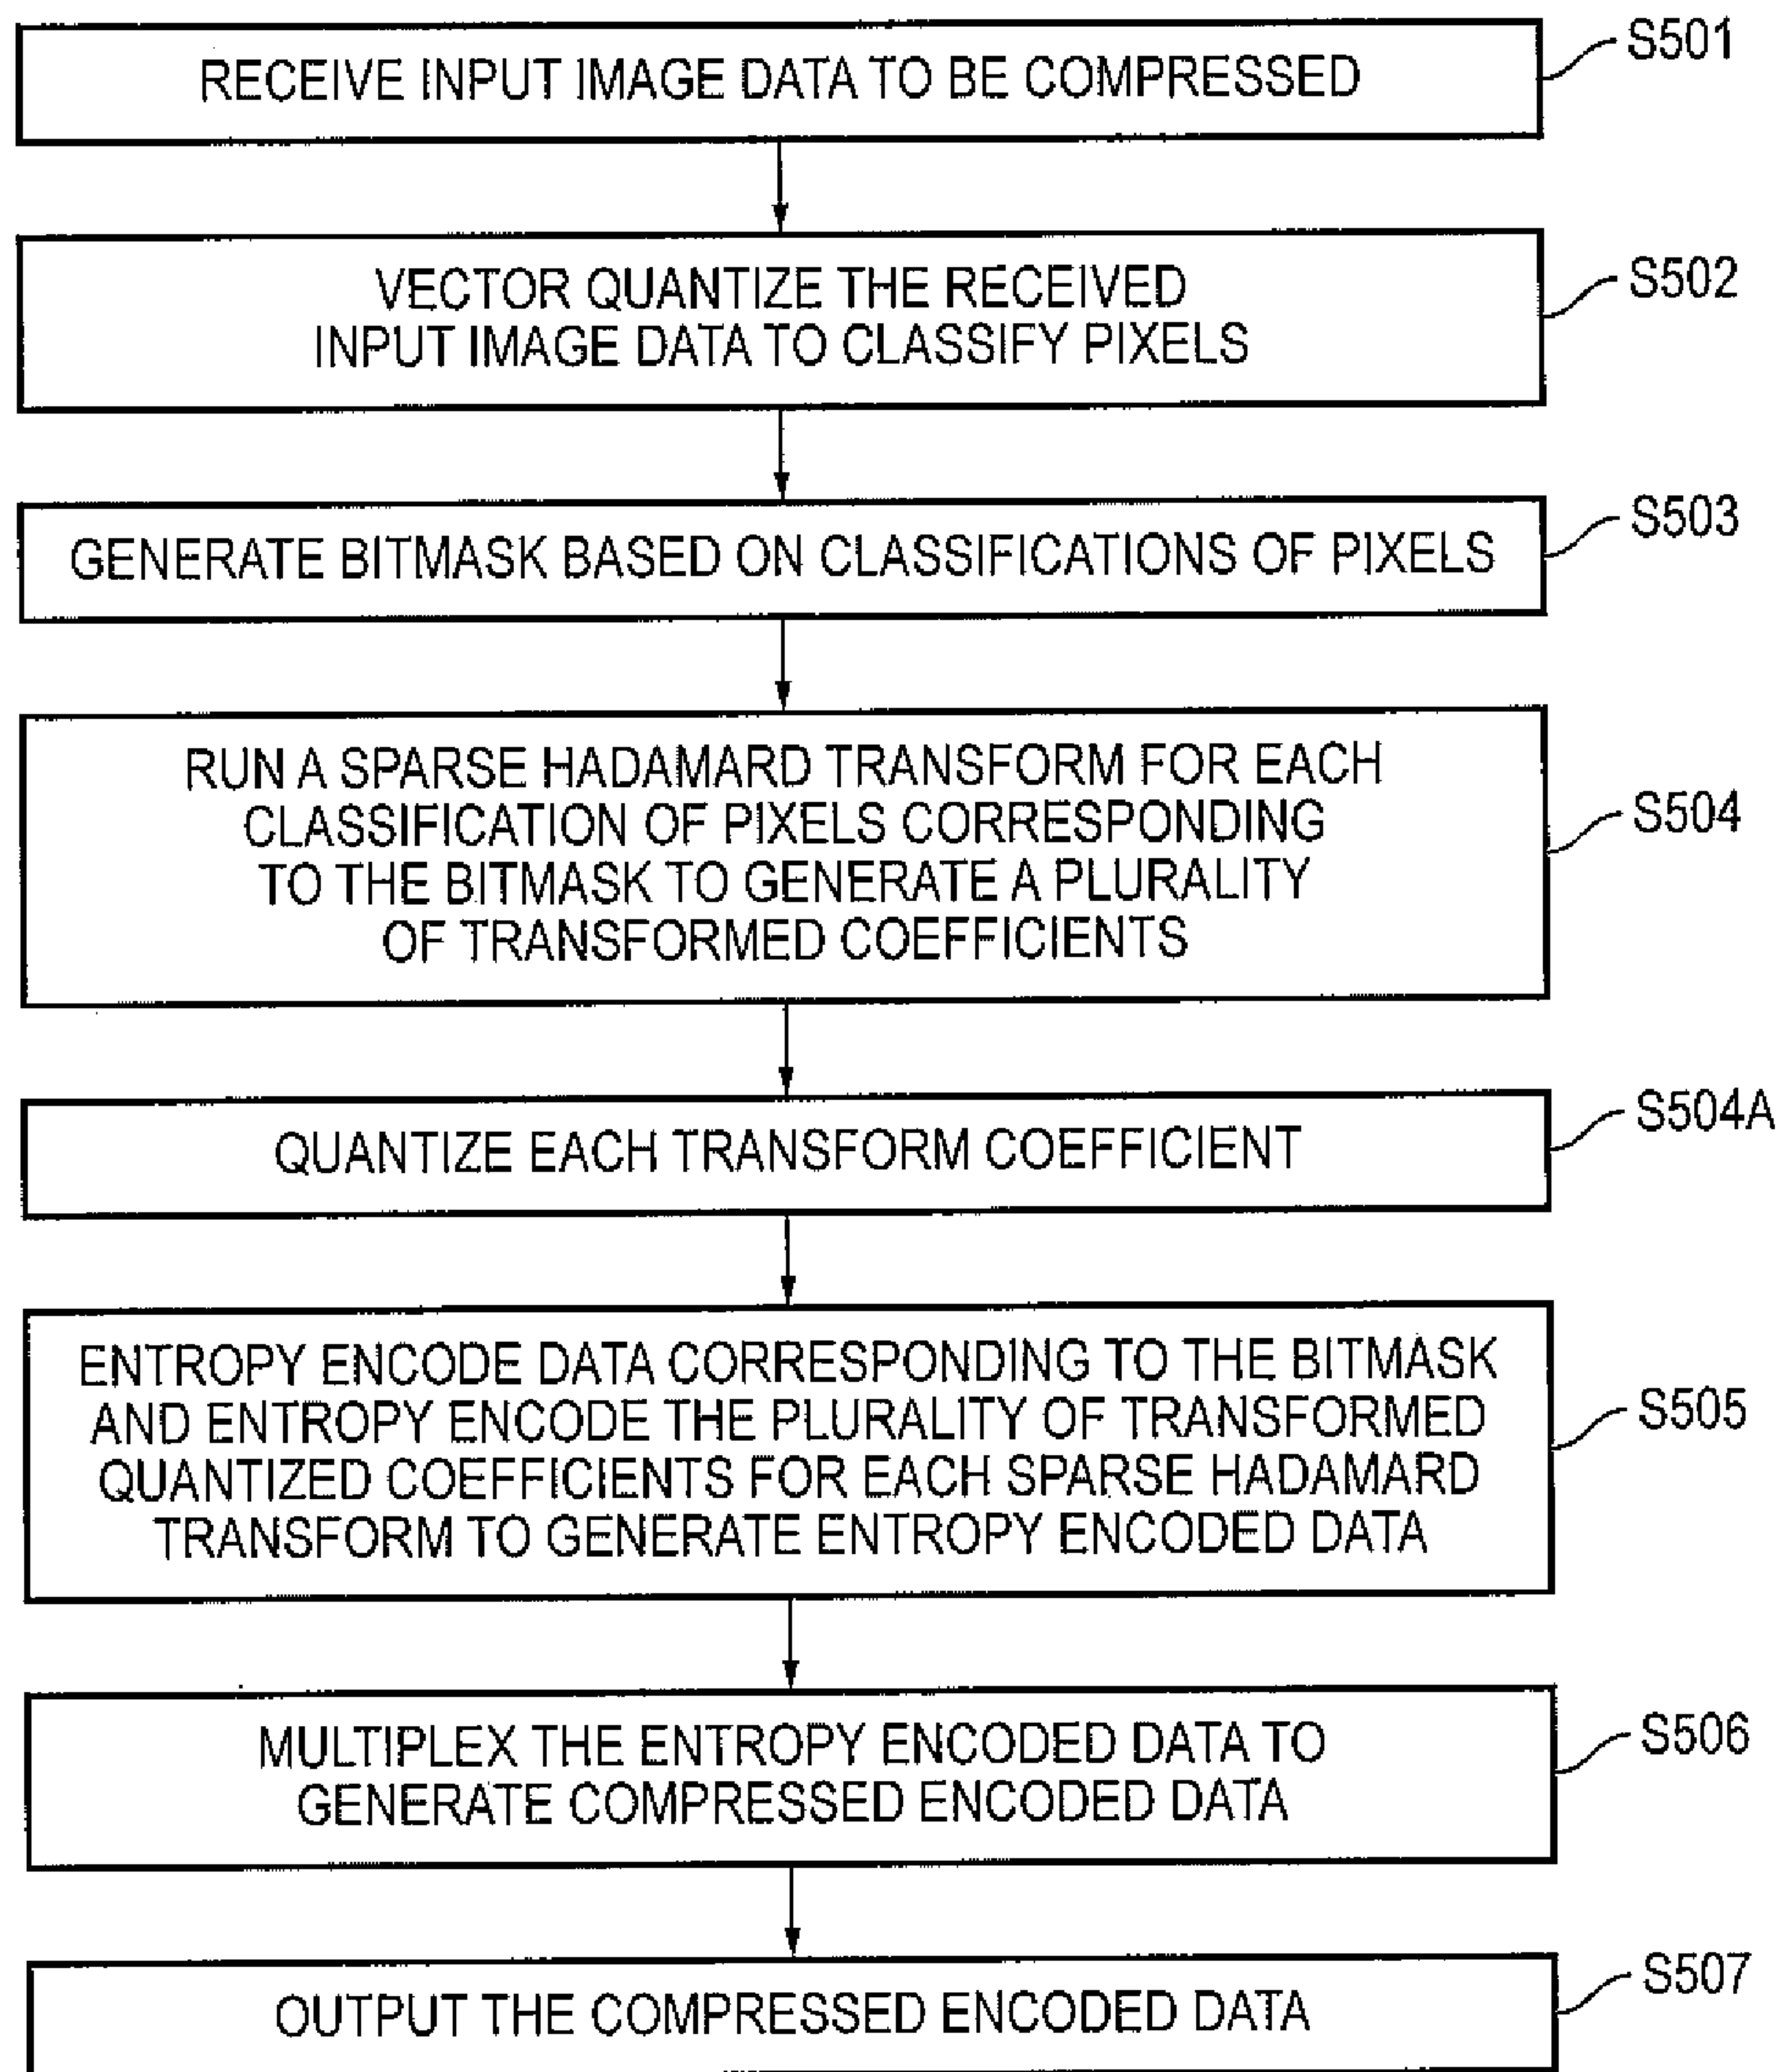 S501
RECEIVE INPUT IMAGE DATA TO BE COMPRESSED
S502
VECTOR QUANTIZE THE RECEIVED
INPUT IMAGE DATA TO CLASSIFY PIXELS
S503
GENERATE BITMASK BASED ON CLASSIFICATIONS OF PIXELS
RUN A SPARSE HADAMARD TRANSFORM FOR EACH
CLASSIFICATION OF PIXELS CORRESPONDING
TO THE BITMASK TO GENERATE A PLURALITY
OF TRANSFORMED COEFFICIENTS
S504
S504A
QUANTIZE EACH TRANSFORM COEFFICIENT
ENTROPY ENCODE DATA CORRESPONDING TO THE BITMASK
AND ENTROPY ENCODE THE PLURALITY OF TRANSFORMED
QUANTIZED COEFFICIENTS FOR EACH SPARSE HADAMARD
TRANSFORM TO GENERATE ENTROPY ENCODED DATA
S505
MULTIPLEX THE ENTROPY ENCODED DATA TO
GENERATE COMPRESSED ENCODED DATA
S506
S507
OUTPUT THE COMPRESSED ENCODED DATA